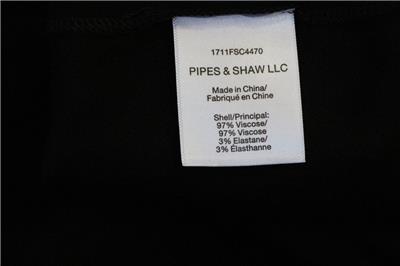 1711FSC4470
PIPES & SHAW LLC
Made in China/
Fabriqué en Chine
Shell/Principal:
97% Viscose/
97% Viscose
3% Elastane/
3% Élasthanne